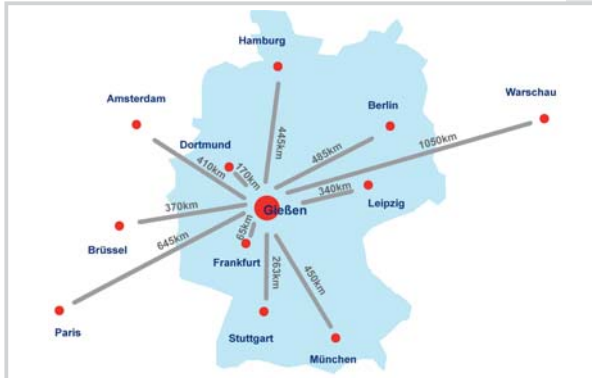 Hamburg
Warschau
Amsterdam
Berlin
Dortmund
445km
1050km
485km
410km
170km
340km
Leipzig
Gießen
370km
65km
645km
Brüssel
Frankfurt
263km
450km
Paris
Stuttgart
München